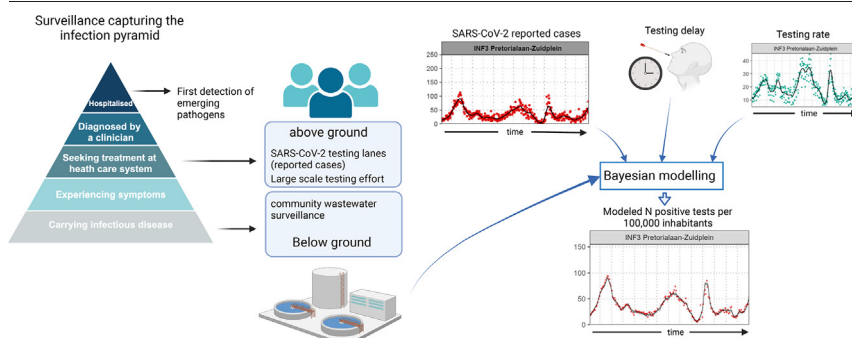 Surveillance capturing the
infection pyramid
Hospitalised
Diagnosed by
a clinician
Seeking treatment at
heath care system
Experiencing symptoms
Carrying infectious disease
First detection of
emerging
pathogens
above ground
SARS-CoV-2 testing lanes
(reported cases)
Large scale testing effort
community wastewater
surveillance
Below ground
SARS-CoV-2 reported cases
INF3 Pretorialaan-Zuidplein
250
200
150
100
50
0
time
Testing delay
Testing rate
INF3 Pretorialaan-Zuidplein
40
30
20
10
time
Bayesian modelling
Modeled N positive tests per
100,000 inhabitants
INF3 Pretorialaan-Zuidplein
150
100
50
0
time